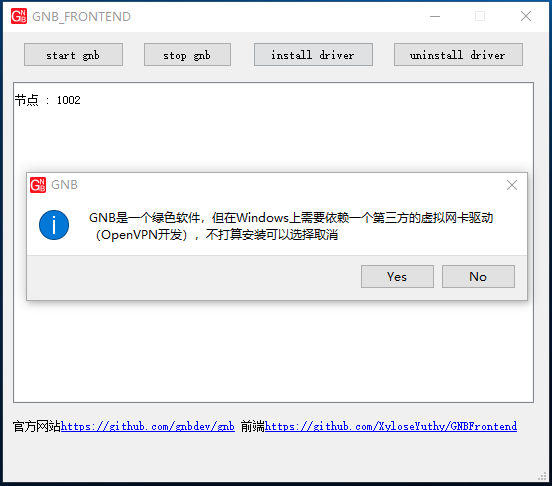 GNB_FRONTEND
start gnb stop gnb install driver uninstall driver
节点 : 1002
GNB
GNB是一个绿色软件，但在Windows上需要依赖一个第三方的虚拟网卡驱动
（OpenVPN开发），不打算安装可以选择取消
Yes No
官方网站https://github.com/gnbdev/gnb 前端https://github.com/XyloseYuthy/GNBFrontend